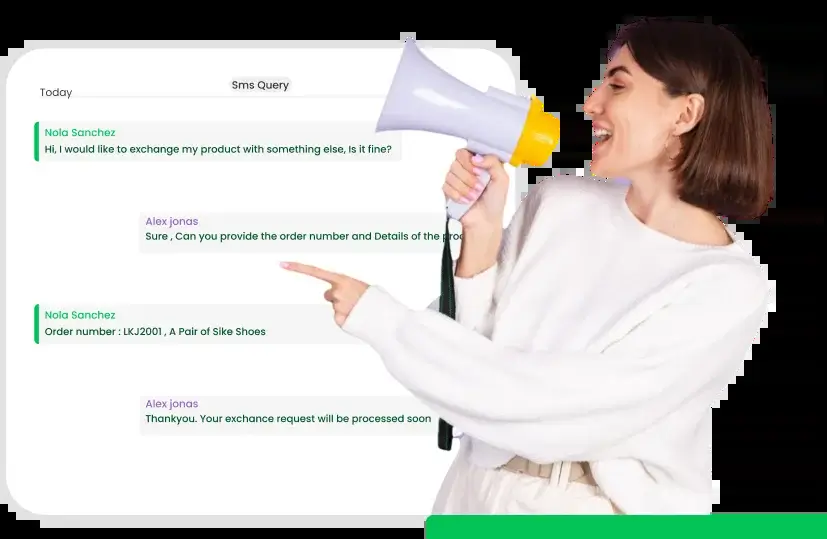 Sms Query
Today
Nola Sanchez
Hi, I would like to exchange my product with something else, Is it fine?
Alex jonas
Sure , Can you provide the order number and Details of the
Nola Sanchez
Order number : LKJ2001 , A Pair of Sike Shoes
Alex jonas
Thankyou. Your exchance request will be processed soon